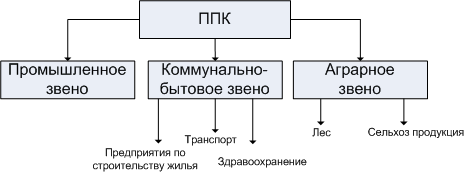 ППК
Промышленное
звено
Коммунально-
бытовое звено
Аграрное
звено
Предприятия по
строительству жилья
Транспорт
Здравоохранение
Лес
Сельхоз продукция